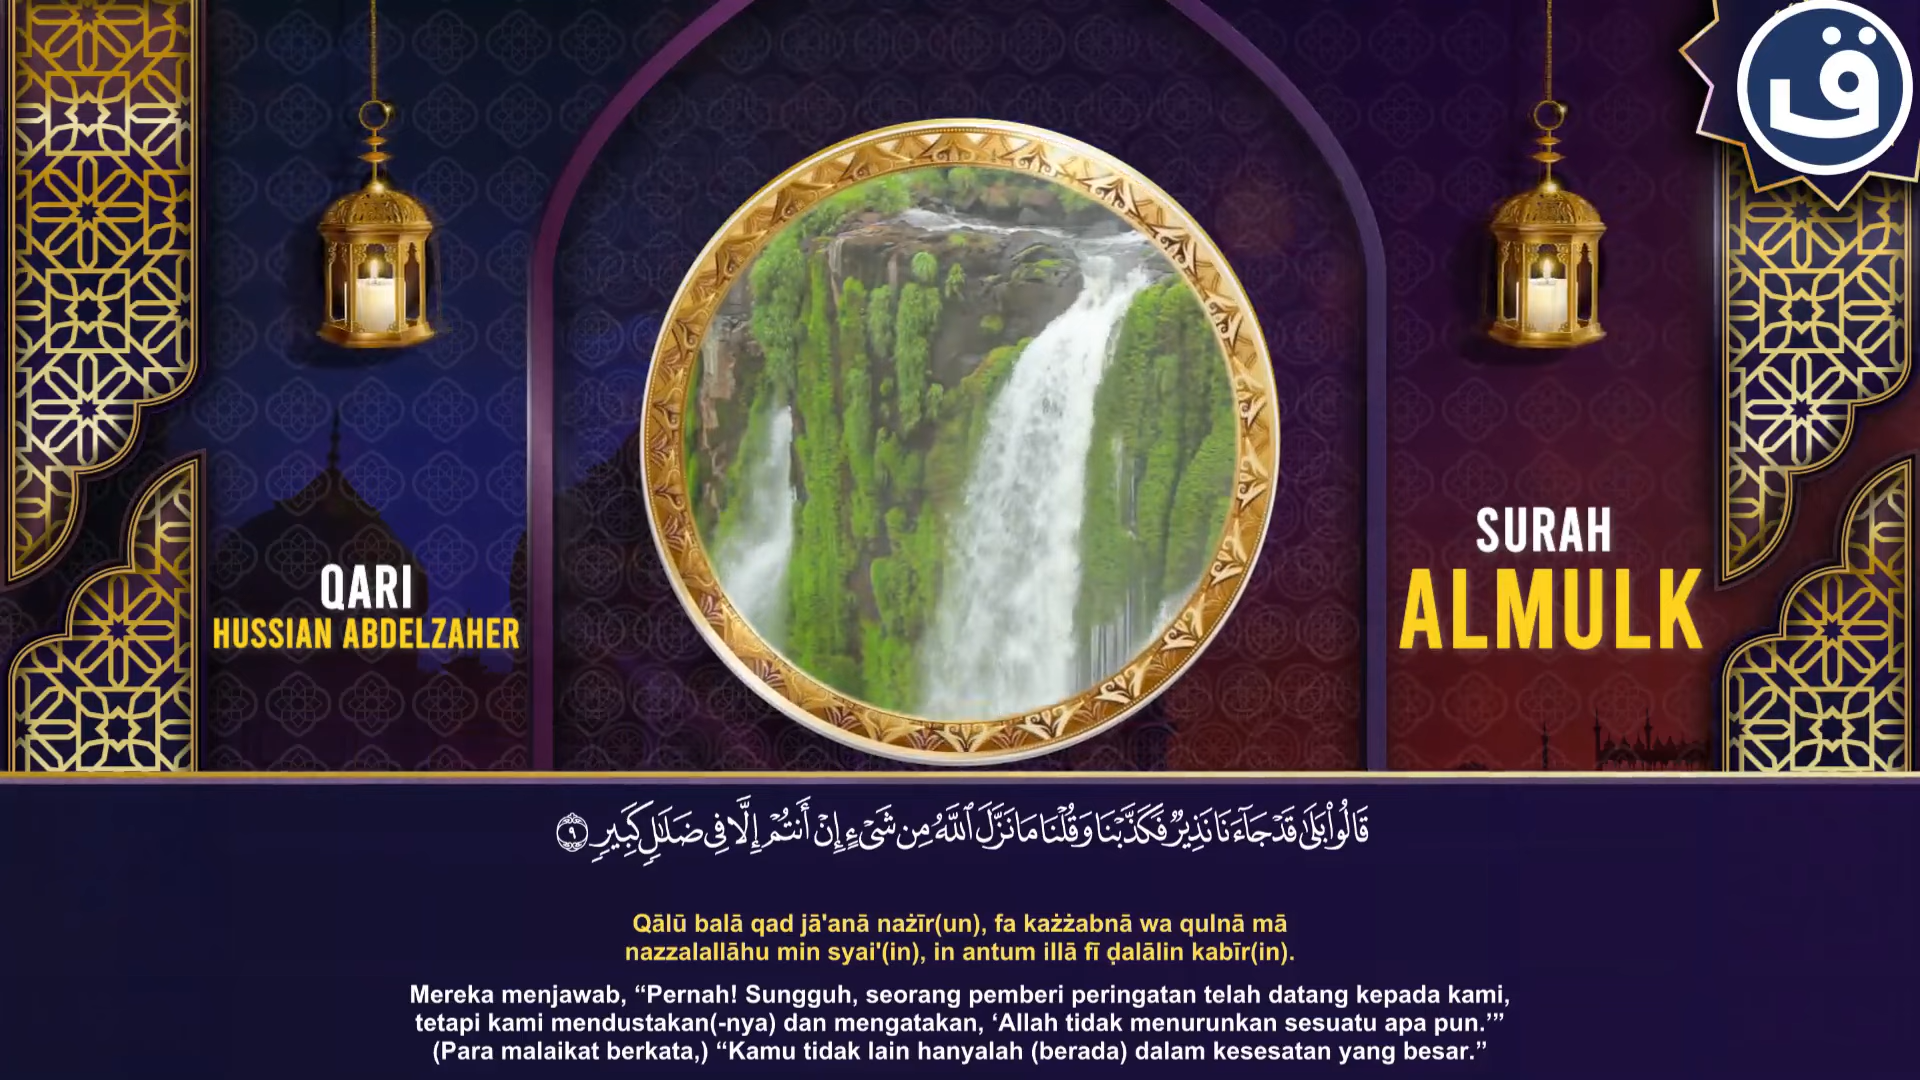 ق
QARI
HUSSIAN ABDELZAHER
SURAH
ALMULK
قَالُوا۟ بَلَىٰ قَدْ جَآءَنَا نَذِيرٌ فَكَذَّبْنَا وَقُلْنَا مَا نَزَّلَ ٱللَّهُ مِن شَىْءٍ إِنْ أَنتُمْ إِلَّا فِى ضَلَـٰلٍ كَبِيرٍ ٩
Qālū balā qad jā'anā nażīr(un), fa każżabnā wa qulnā mā
nazzalallāhu min syai'(in), in antum illā fī ḍalālin kabīr(in).
Mereka menjawab, “Pernah! Sungguh, seorang pemberi peringatan telah datang kepada kami,
tetapi kami mendustakan(-nya) dan mengatakan, ‘Allah tidak menurunkan sesuatu apa pun.’”
(Para malaikat berkata,) “Kamu tidak lain hanyalah (berada) dalam kesesatan yang besar.”